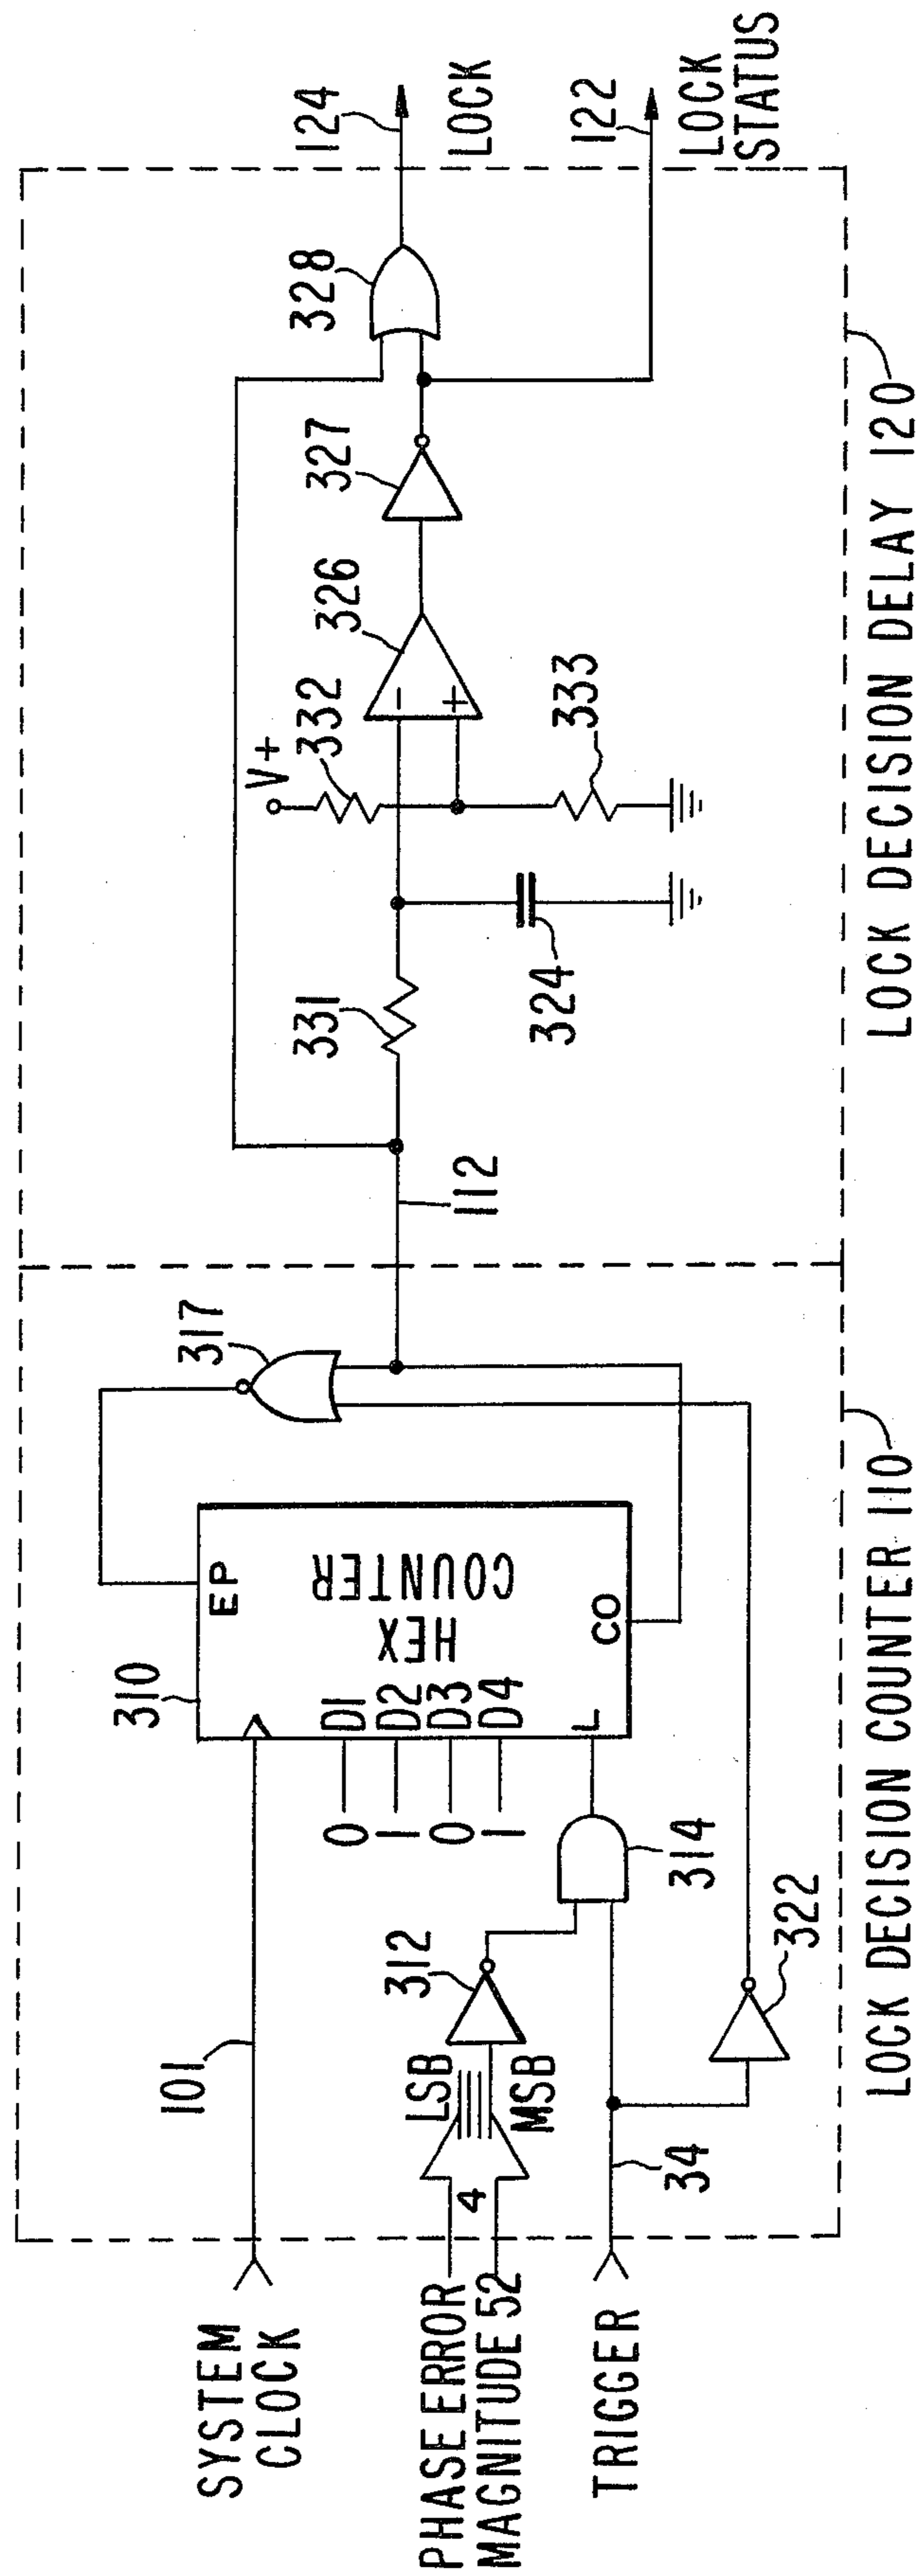 SYSTEM
CLOCK
101
PHASE ERROR
MAGNITUDE 52
4
LSB
MSB
312
TRIGGER
34
322
314
310
0 D1
1 D2
0 D3
1 D4
L
HEX
COUNTER
EP
CO
317
112
LOCK DECISION COUNTER 110
331
324
V+
332
333
326
-
+
327
328
124
LOCK
122
LOCK
STATUS
LOCK DECISION DELAY 120